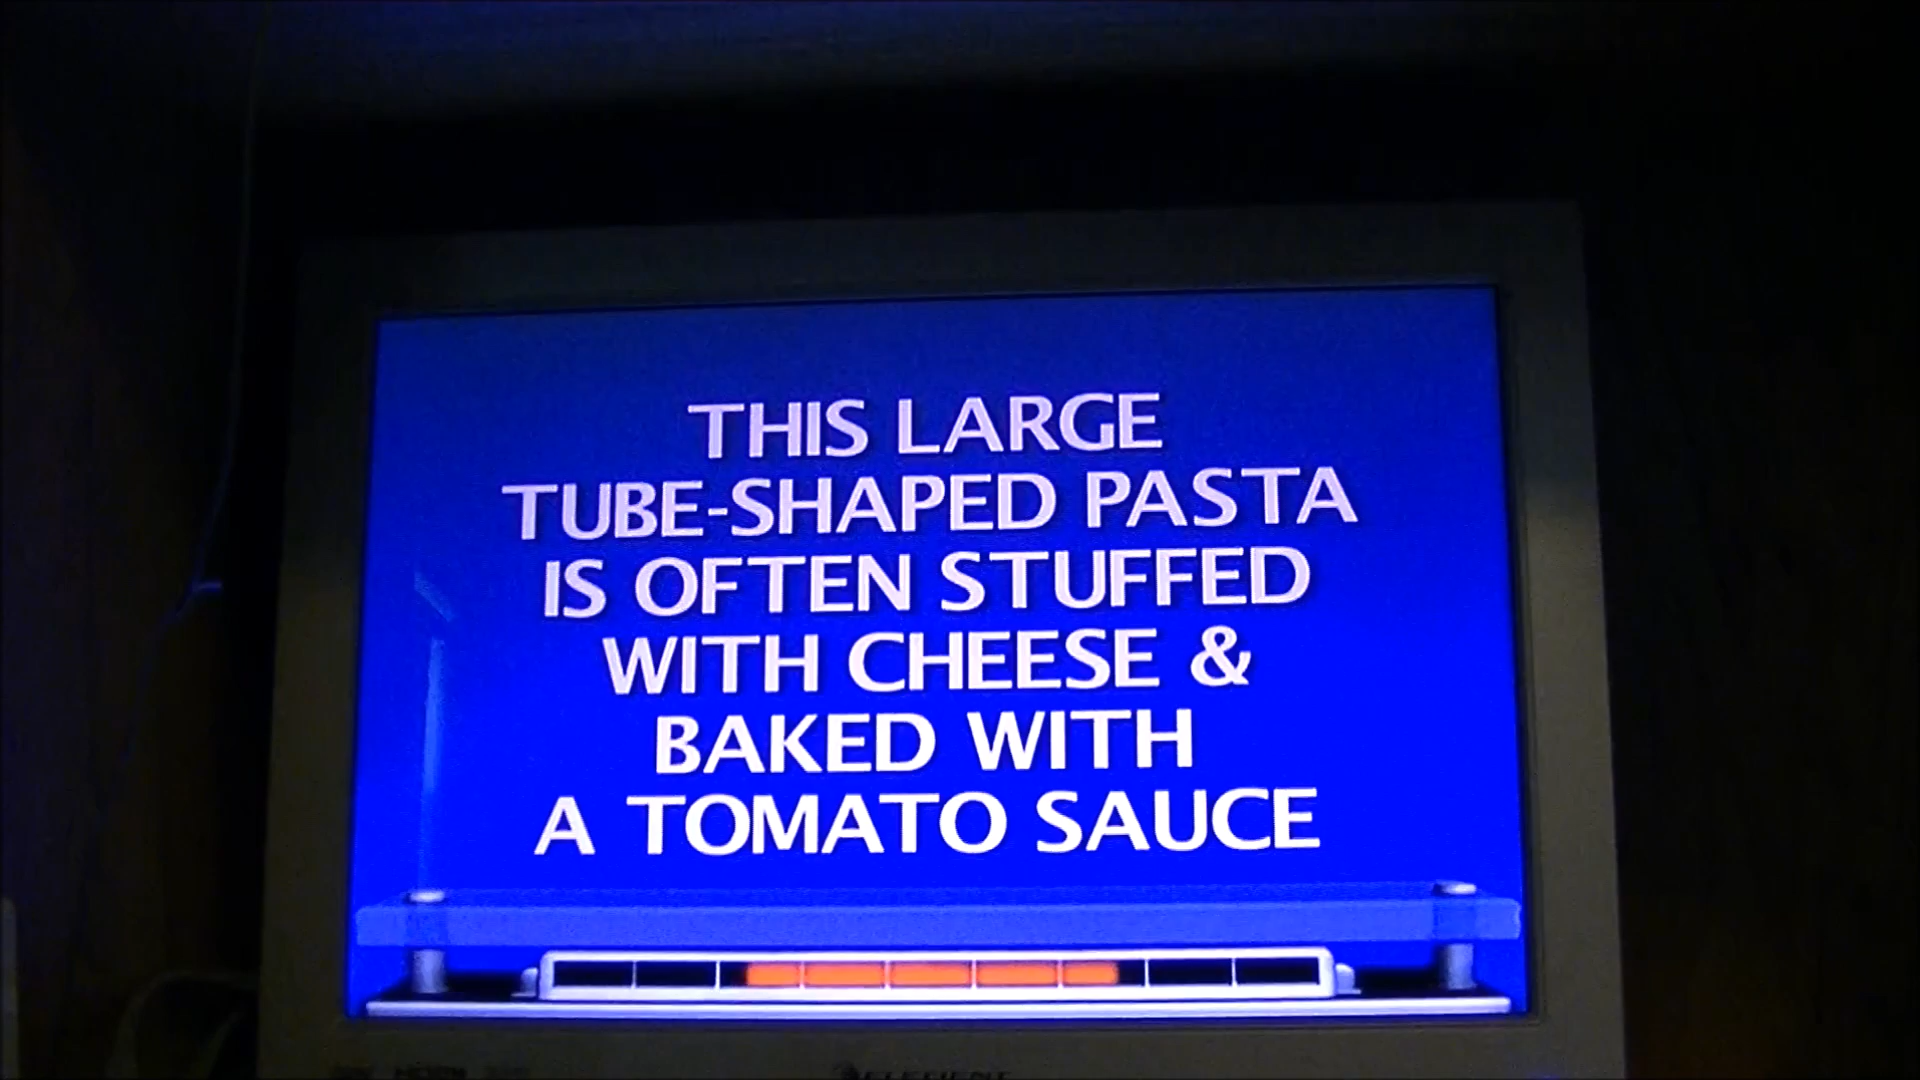 THIS LARGE
TUBE-SHAPED PASTA
IS OFTEN STUFFED
WITH CHEESE &
BAKED WITH
A TOMATO SAUCE